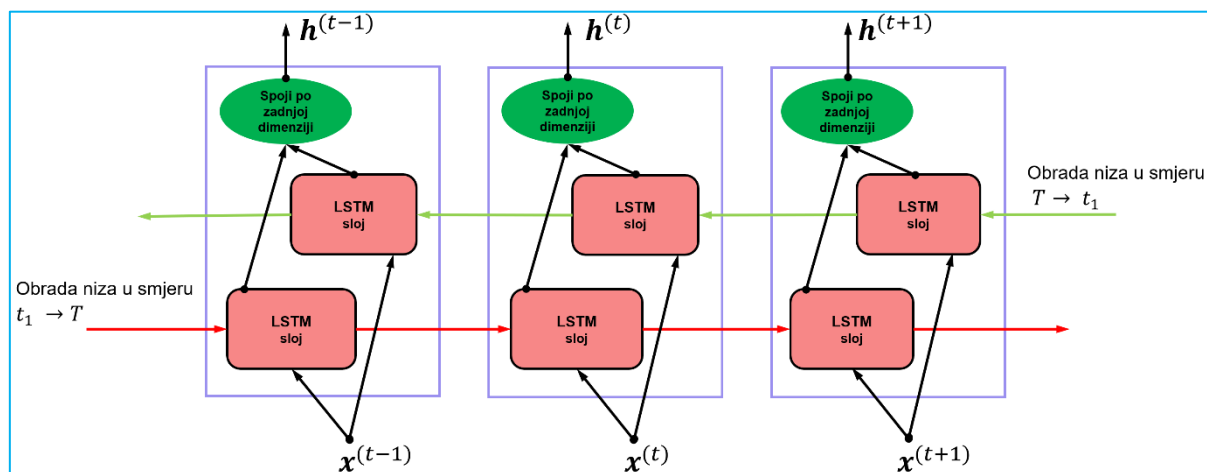 h^(t−1) h^(t) h^(t+1)
Spoji po
zadnjoj
dimenziji
Spoji po
zadnjoj
dimenziji
Spoji po
zadnjoj
dimenziji
LSTM
sloj
LSTM
sloj
LSTM
sloj
Obrada niza u smjeru
T → t₁
Obrada niza u smjeru
t₁ → T
LSTM
sloj
LSTM
sloj
LSTM
sloj
x^(t−1) x^(t) x^(t+1)